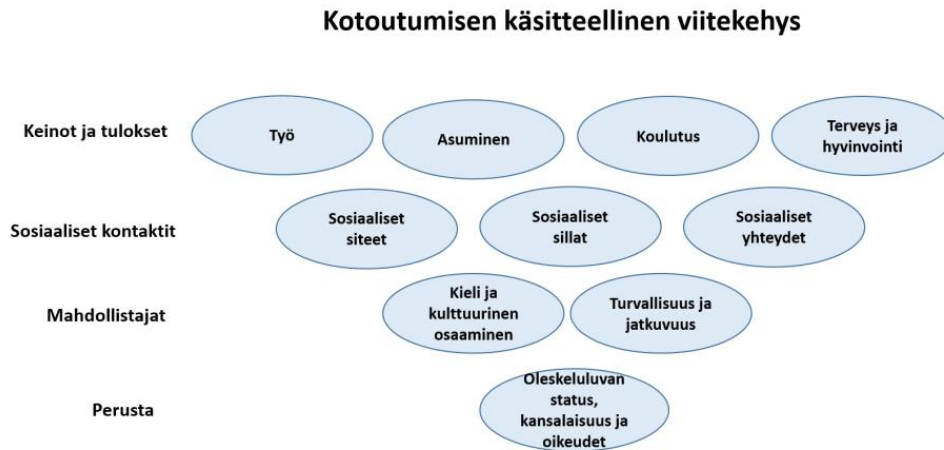 Kotoutumisen käsitteellinen viitekehys
Keinot ja tulokset
Työ
Asuminen
Koulutus
Terveys ja
hyvinvointi
Sosiaaliset kontaktit
Sosiaaliset
siteet
Sosiaaliset
sillat
Sosiaaliset
yhteydet
Mahdollistajat
Kieli ja
kulttuurinen
osaaminen
Turvallisuus ja
jatkuvuus
Perusta
Oleskeluluvan
status,
kansalaisuus ja
oikeudet